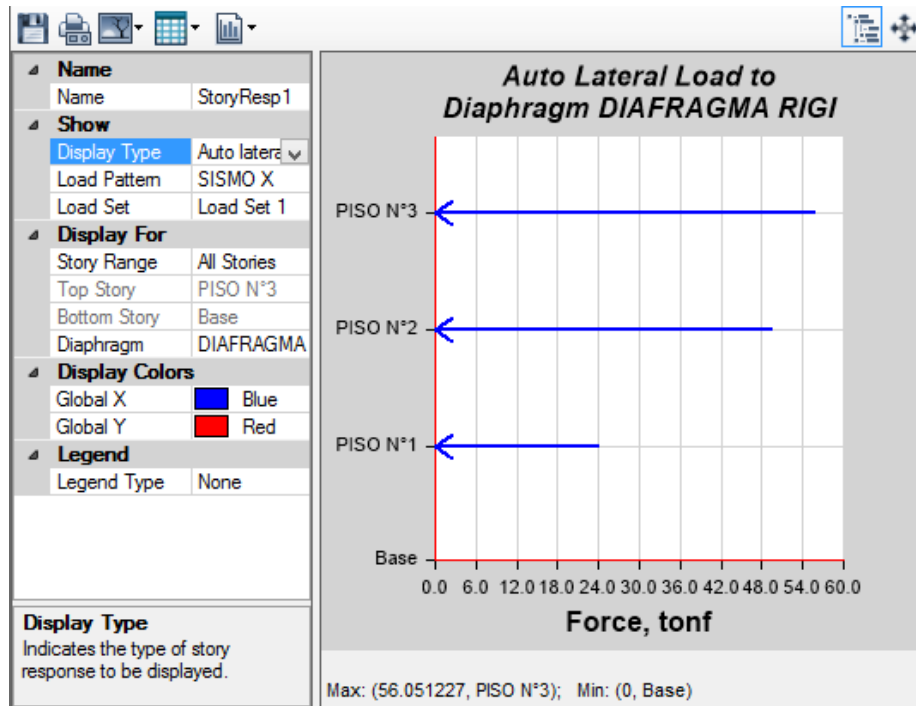 Name
Name StoryResp1
Show
Display Type Auto latera
Load Pattern SISMO X
Load Set Load Set 1
Display For
Story Range All Stories
Top Story PISO N°3
Bottom Story Base
Diaphragm DIAFRAGMA
Display Colors
Global X Blue
Global Y Red
Legend
Legend Type None
Display Type
Indicates the type of story
response to be displayed.
Auto Lateral Load to
Diaphragm DIAFRAGMA RIGI
PISO N°3
PISO N°2
PISO N°1
Base
0.0 6.0 12.0 18.0 24.0 30.0 36.0 42.0 48.0 54.0 60.0
Force, tonf
Max: (56.051227, PISO N°3); Min: (0, Base)